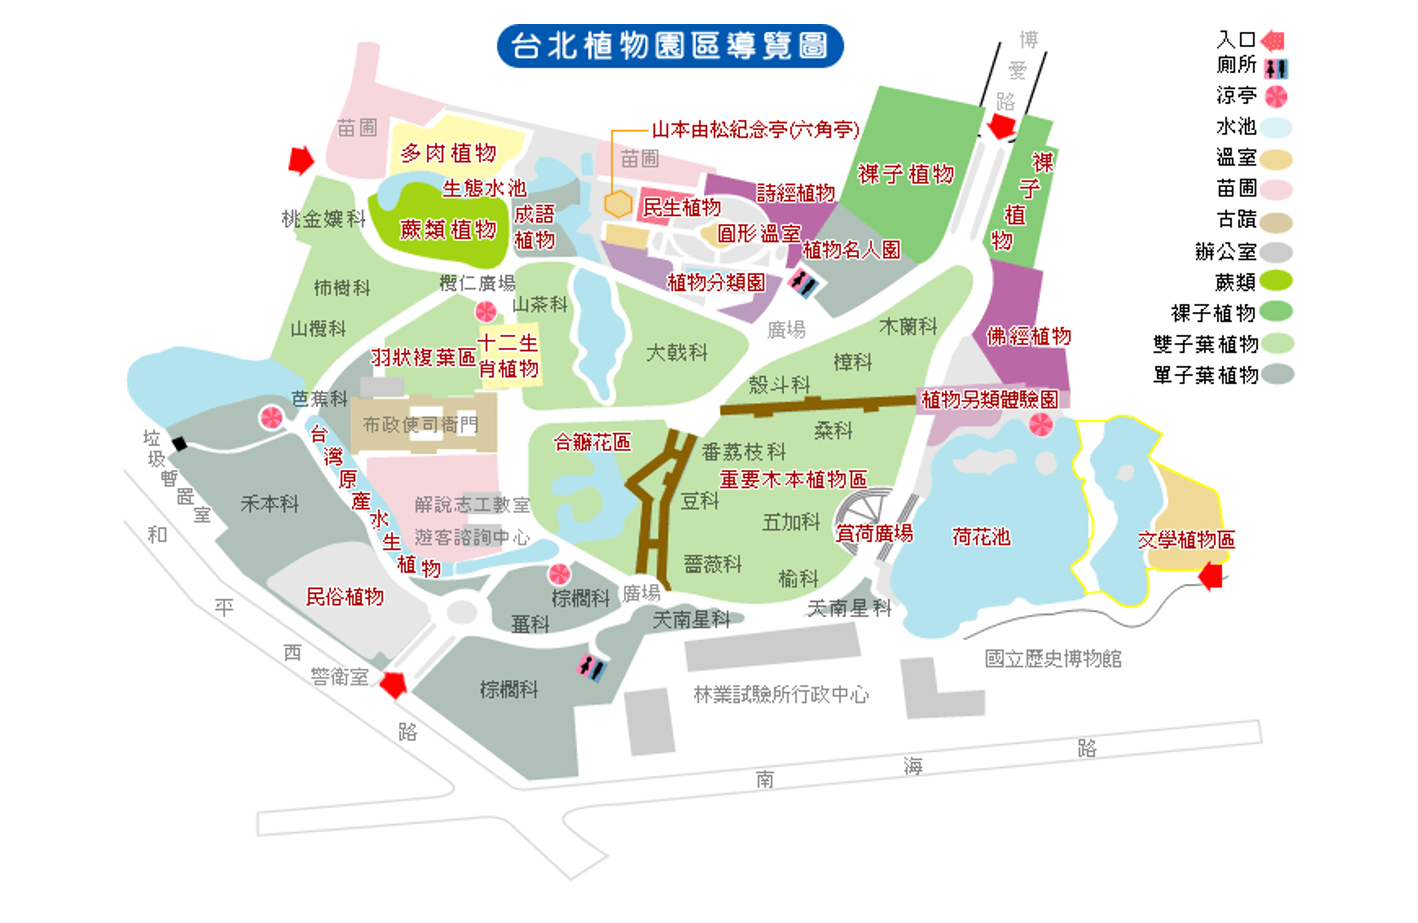 台北植物園區導覽圖
入口
廁所
涼亭
水池
溫室
苗圃
古蹟
辦公室
蕨類
裸子植物
雙子葉植物
單子葉植物
博愛路
苗圃
多肉植物
山本由松紀念亭(六角亭)
苗圃
裸子植物
裸子植物
生態水池
詩經植物
民生植物
成語
植物
桃金孃科
蕨類植物
圓形溫室
植物名人園
欖仁廣場
植物分類園
柿樹科
山茶科
山欖科
廣場
木蘭科
佛經植物
羽狀複葉區
十二生
肖植物
大戟科
樟科
殼斗科
芭蕉科
植物另類體驗園
布政使司衙門
台灣原產水生植物
合瓣花區
桑科
番荔枝科
垃圾暫置室
重要木本植物區
禾本科
解說志工教室
豆科
五加科
遊客諮詢中心
賞荷廣場
荷花池
文學植物區
薔薇科
榆科
民俗植物
棕櫚科
廣場
天南星科
薑科
天南星科
警衛室
棕櫚科
國立歷史博物館
林業試驗所行政中心
和平西路
南海路